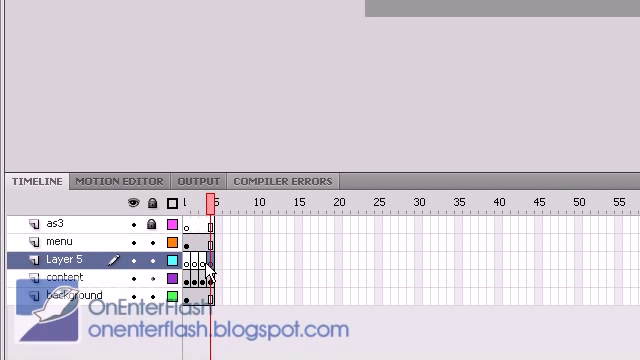 TIMELINE MOTION EDITOR OUTPUT COMPILER ERRORS
1 5 10 15 20 25 30 35 40 45 50 55
as3
menu
Layer 5
content
background
OnEnterFlash
onenterflash.blogspot.com